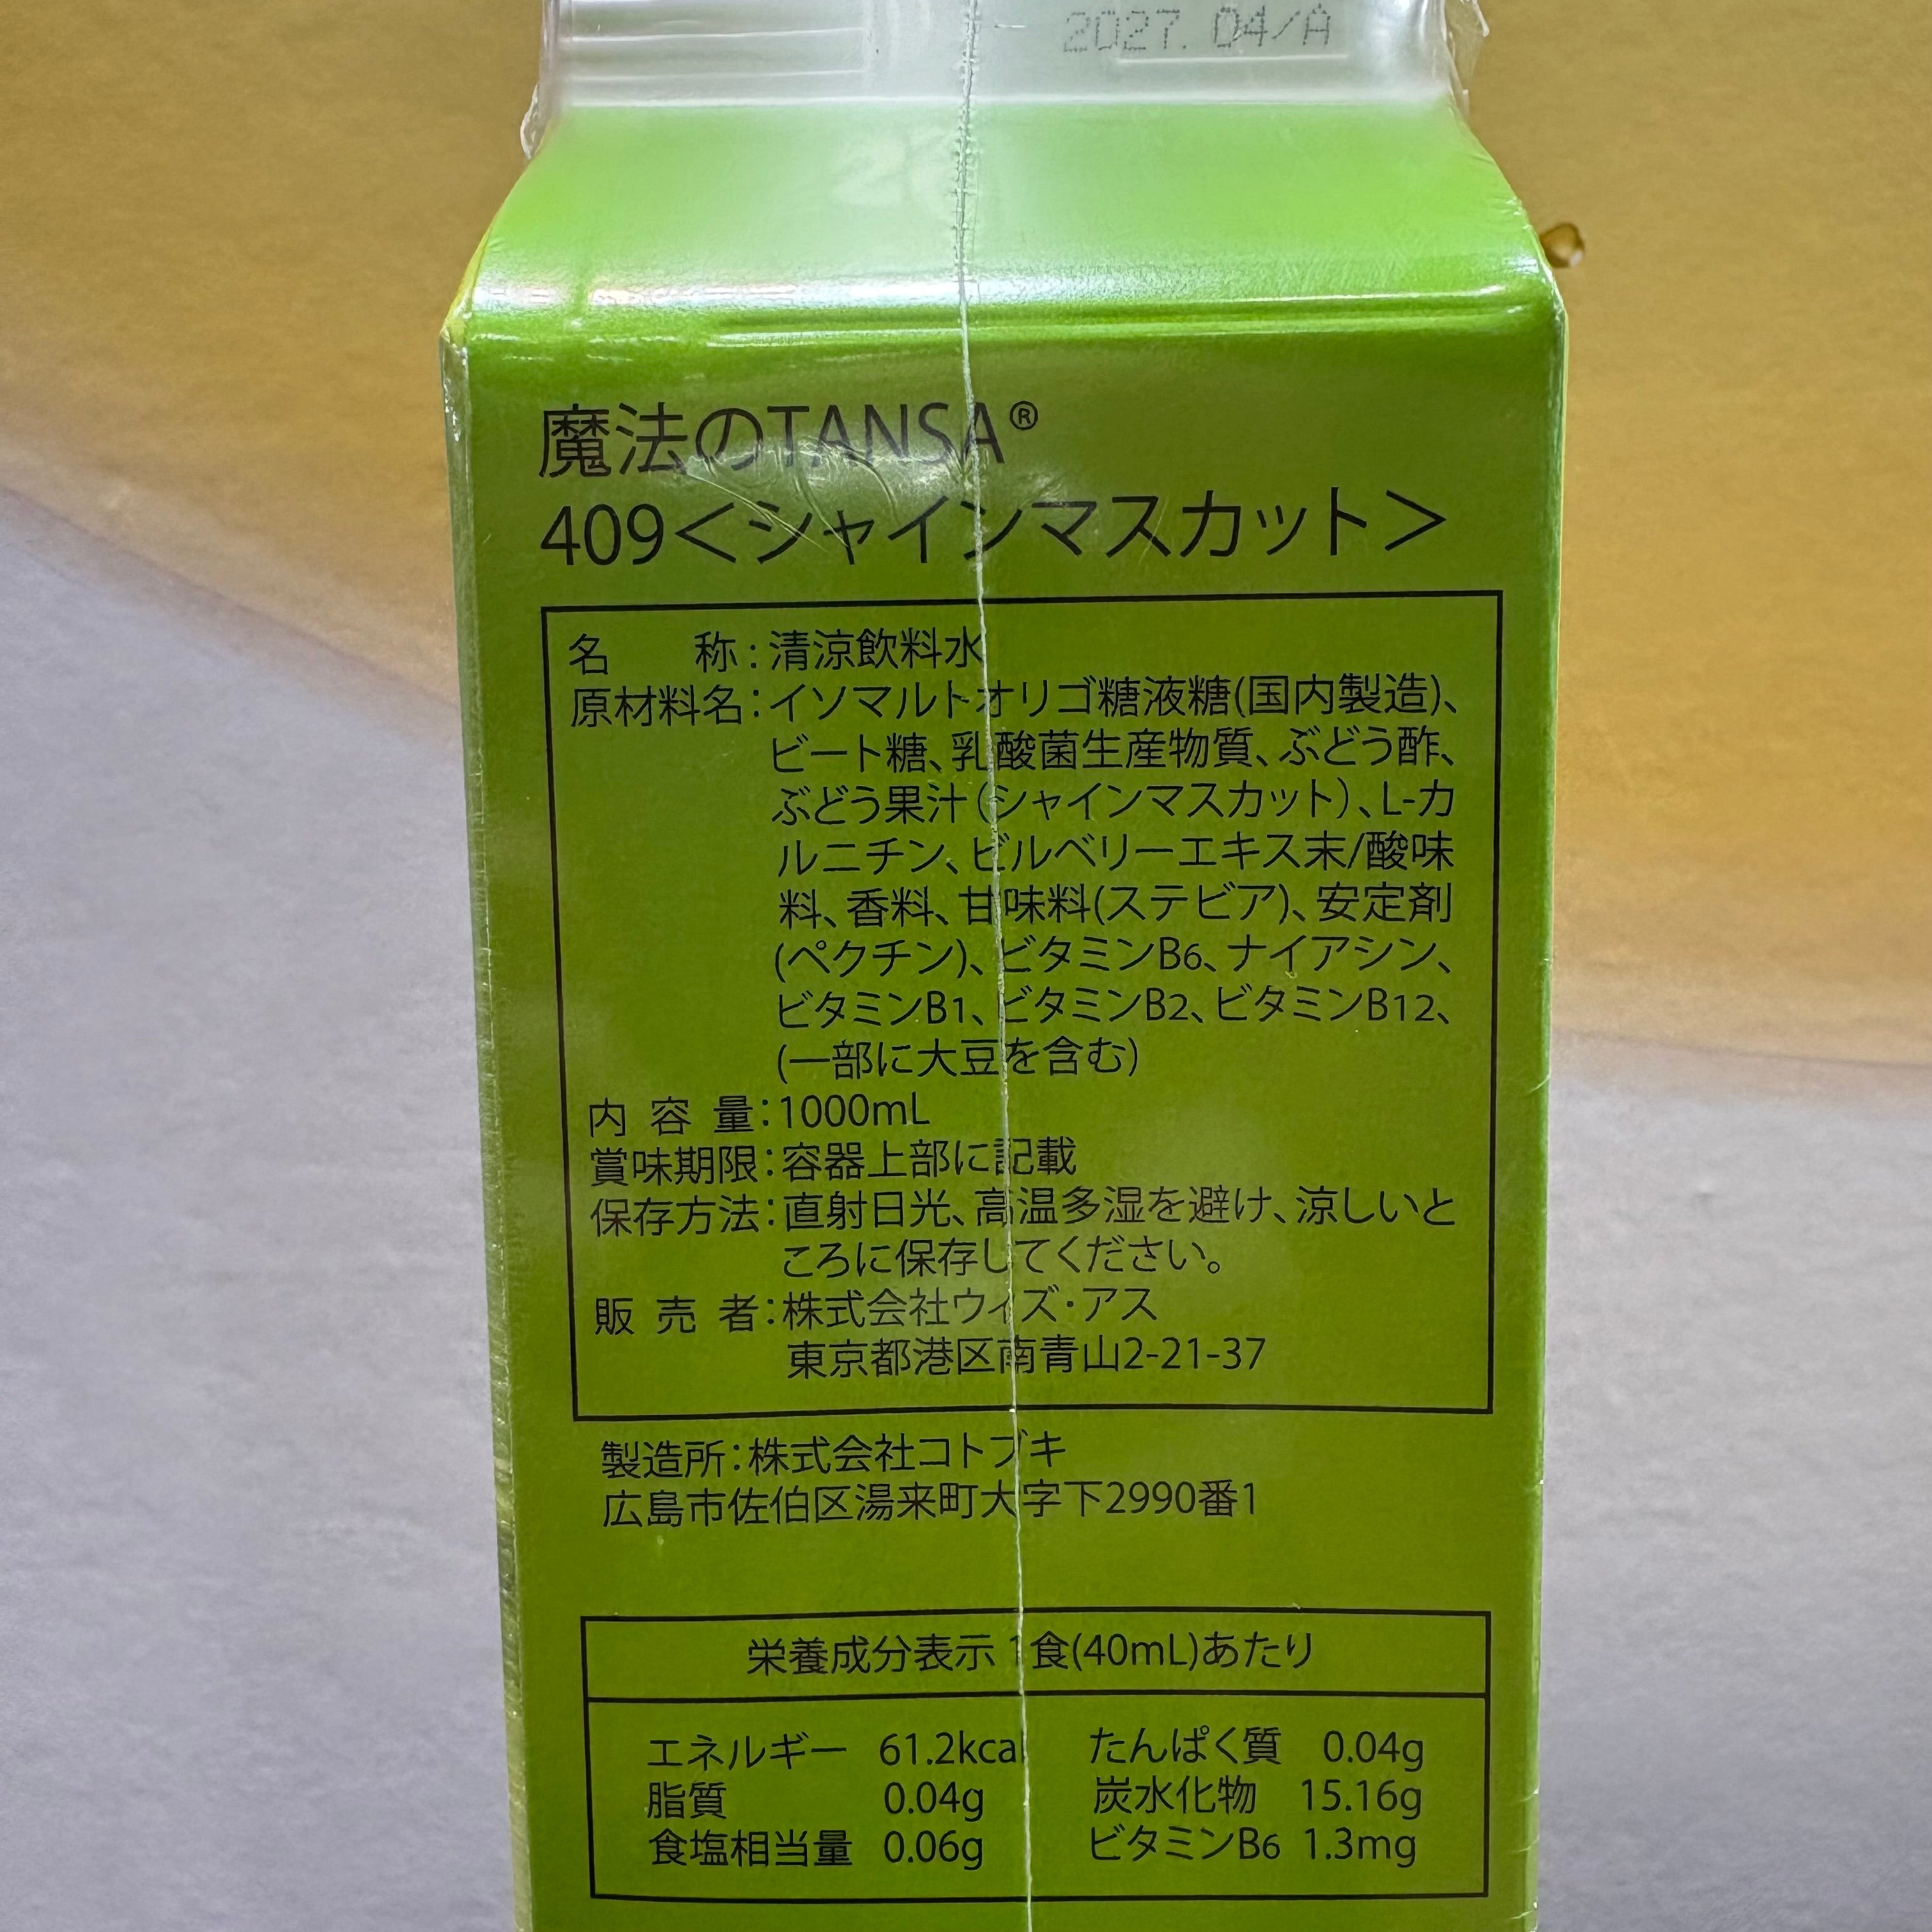 2027. 04/A
魔法のTANSA®
409＜シャインマスカット＞
名　　称：清涼飲料水
原材料名：イソマルトオリゴ糖液糖(国内製造)、
ビート糖、乳酸菌生産物質、ぶどう酢、
ぶどう果汁（シャインマスカット）、L-カ
ルニチン、ビルベリーエキス末/酸味
料、香料、甘味料(ステビア)、安定剤
(ペクチン)、ビタミンB6、ナイアシン、
ビタミンB1、ビタミンB2、ビタミンB12、
(一部に大豆を含む)
内 容 量：1000mL
賞味期限：容器上部に記載
保存方法：直射日光、高温多湿を避け、涼しいと
ころに保存してください。
販 売 者：株式会社ウィズ・アス
東京都港区南青山2-21-37
製造所：株式会社コトブキ
広島市佐伯区湯来町大字下2990番1
栄養成分表示 1食(40mL)あたり
エネルギー 61.2kcal たんぱく質 0.04g
脂質 0.04g 炭水化物 15.16g
食塩相当量 0.06g ビタミンB6 1.3mg